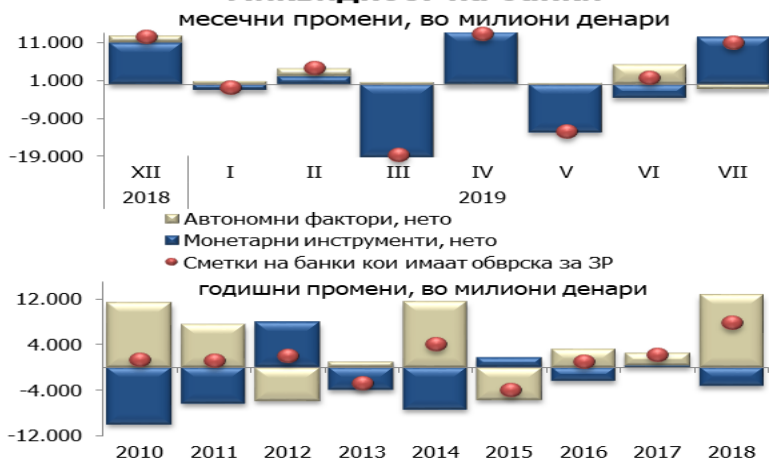 месечни промени, во милиони денари
11.000
1.000
-9.000
-19.000
XII I II III IV V VI VII
2018 2019
Автономни фактори, нето
Монетарни инструменти, нето
Сметки на банки кои имаат обврска за ЗР
годишни промени, во милиони денари
12.000
4.000
-4.000
-12.000
2010 2011 2012 2013 2014 2015 2016 2017 2018